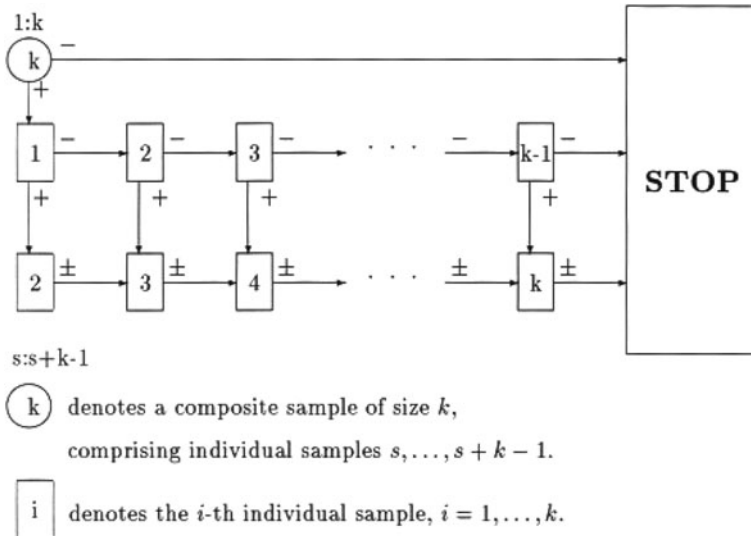 1:k
k −
+
1 − 2 − 3 − · · · − k-1 −
STOP
+ + + +
2 ± 3 ± 4 ± · · · ± k ±
s:s+k-1
k denotes a composite sample of size k,
comprising individual samples s, . . . , s + k − 1.
i denotes the i-th individual sample, i = 1, . . . , k.